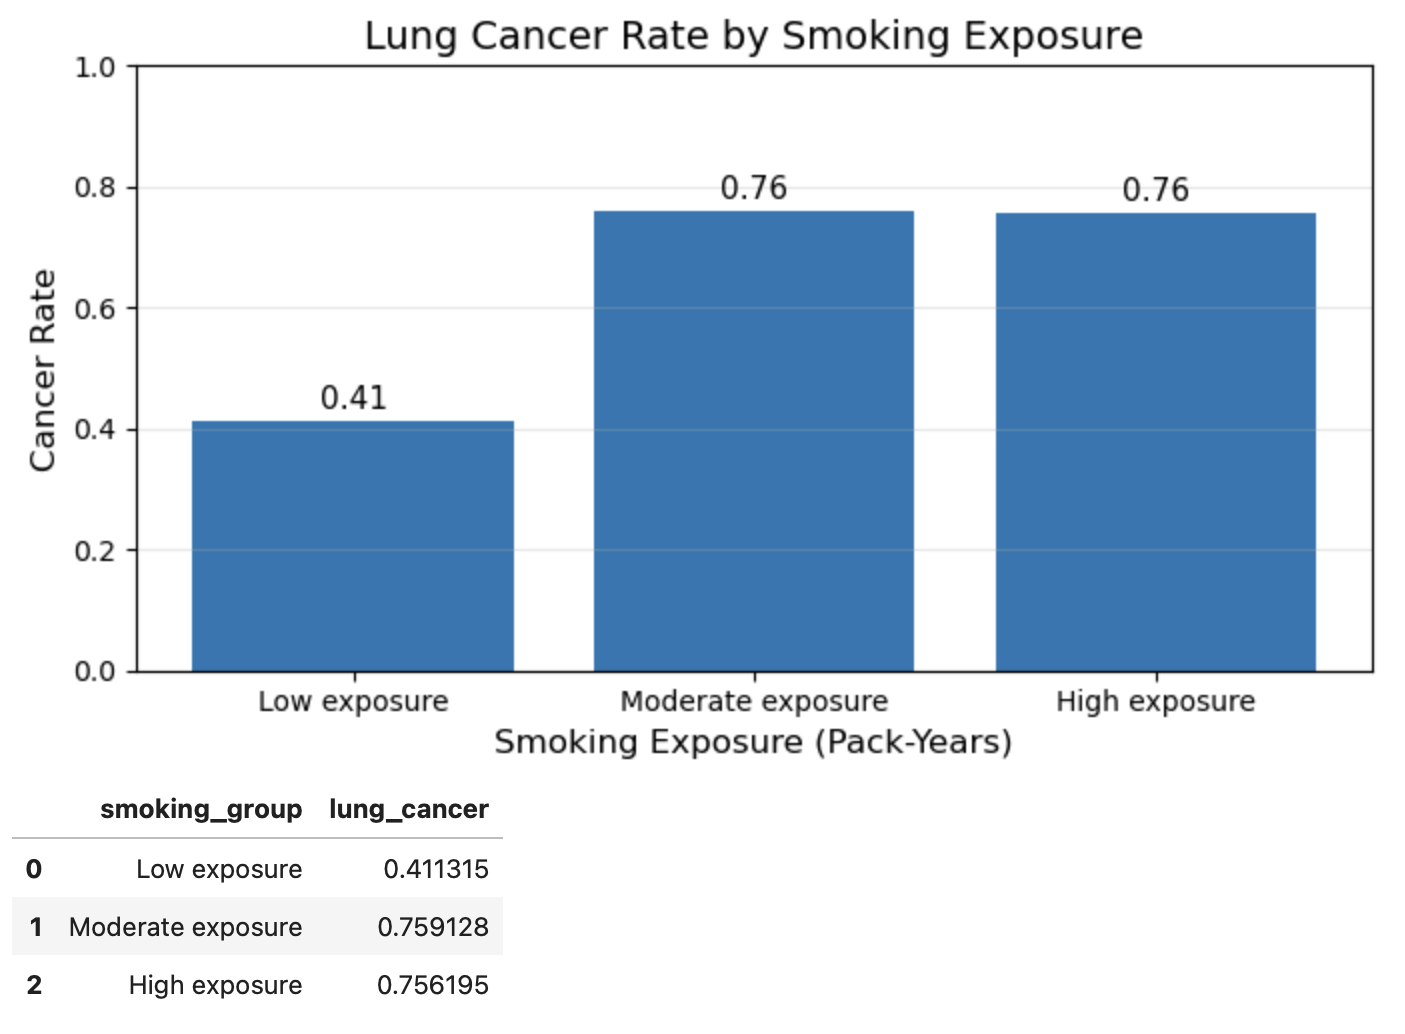 Lung Cancer Rate by Smoking Exposure
1.0
0.8
0.6
0.4
0.2
0.0
Cancer Rate
0.41
0.76
0.76
Low exposure Moderate exposure High exposure
Smoking Exposure (Pack-Years)
smoking_group lung_cancer
0 Low exposure 0.411315
1 Moderate exposure 0.759128
2 High exposure 0.756195